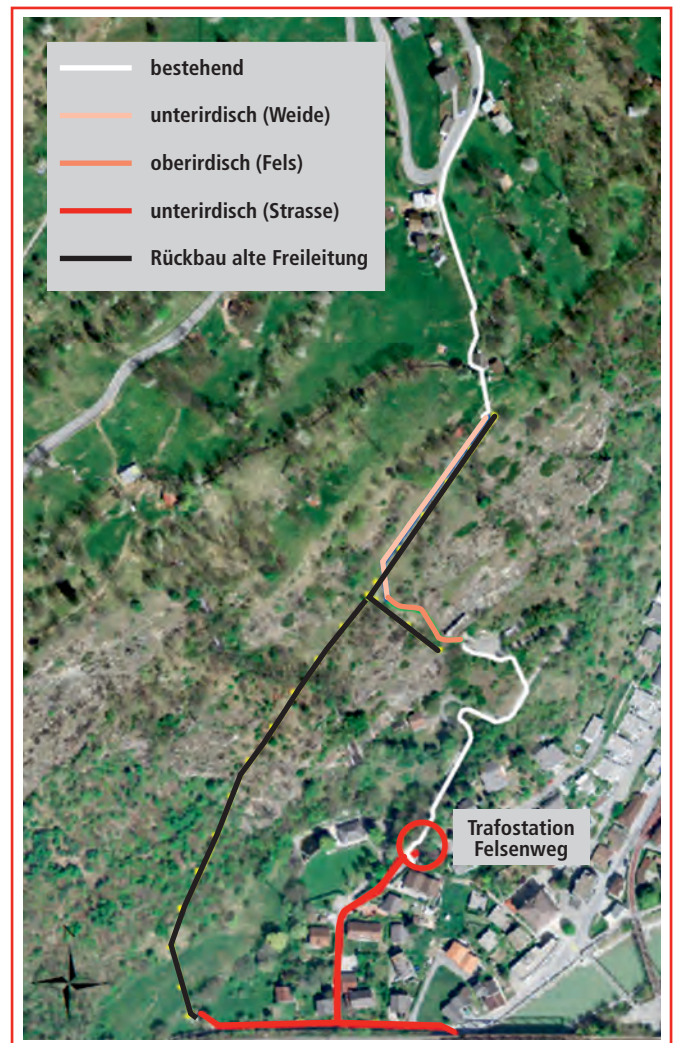 bestehend
unterirdisch (Weide)
oberirdisch (Fels)
unterirdisch (Strasse)
Rückbau alte Freileitung
Trafostation
Felsenweg